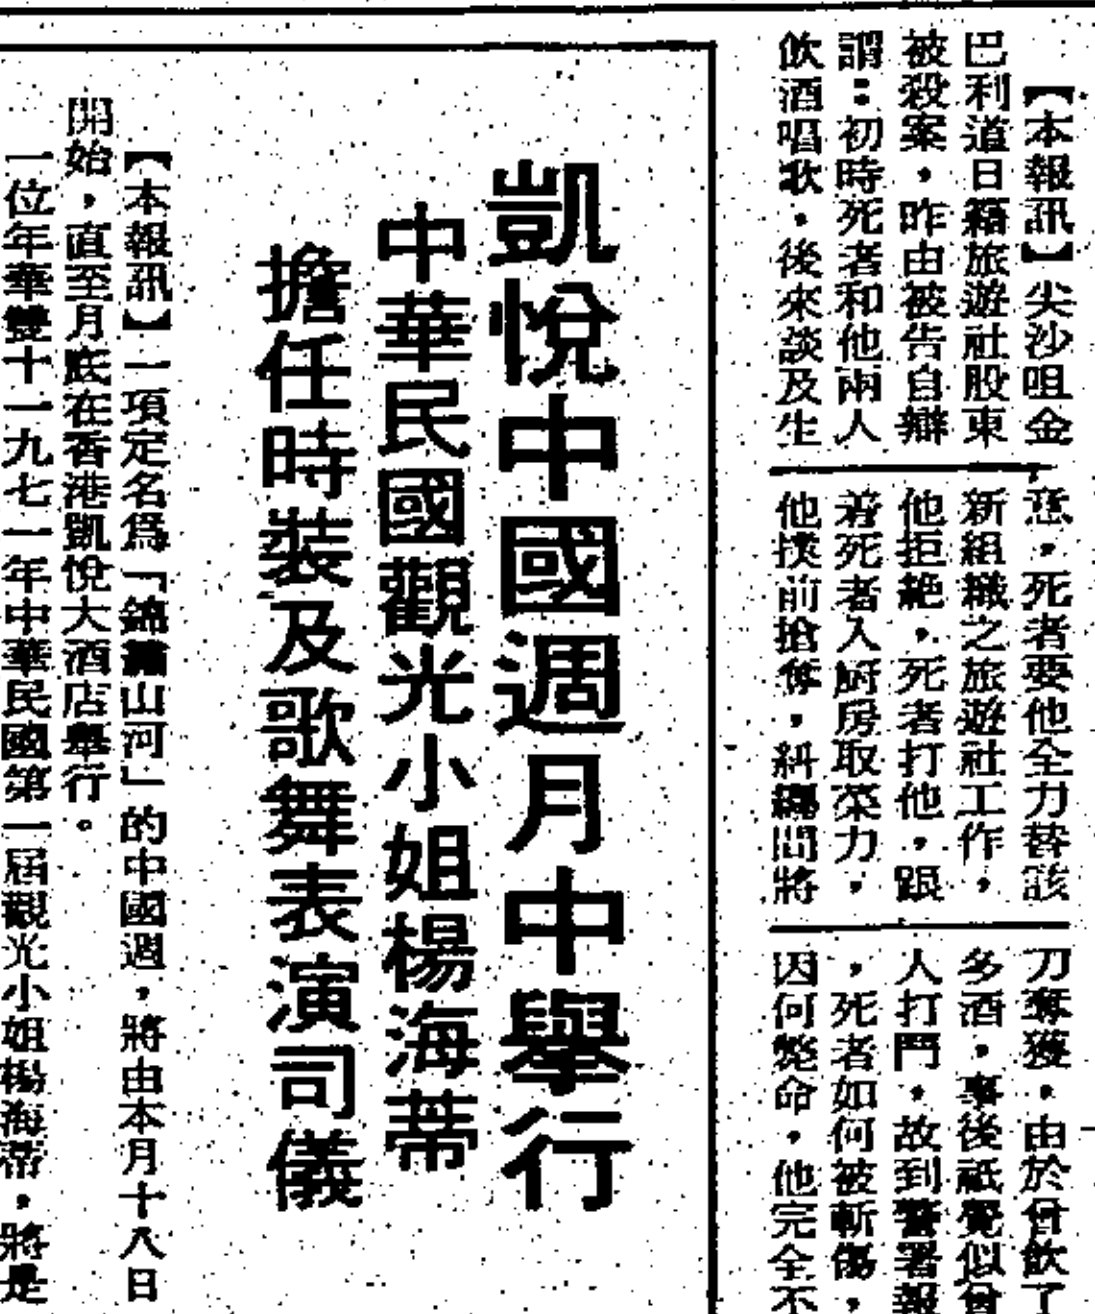 【本報訊】尖沙咀金
巴利道日籍旅遊社股東
被殺案，昨由被告自辯
謂：初時死者和他兩人
飲酒唱歌，後來談及生
意，死者要他全力替該
新組織之旅遊社工作，
他拒絶，死者打他，跟
着死者入厨房取菜刀，
他撲前搶奪，糾纏間將
刀奪獲，由於曾飲了
多酒，事後祇覺似曾
人打鬥，故到警署報
，死者如何被斬傷，
因何斃命，他完全不
凱悅中國週月中舉行
中華民國觀光小姐楊海蒂
擔任時裝及歌舞表演司儀
【本報訊】一項定名爲「錦繡山河」的中國週，將由本月十八日
開始，直至月底在香港凱悅大酒店舉行。
一位年華雙十一九七一年中華民國第一屆觀光小姐楊海蒂，將是